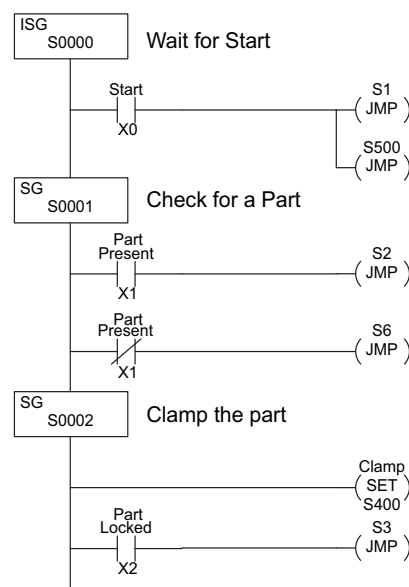 ISG
S0000
Wait for Start
Start
X0
S1
JMP
S500
JMP
SG
S0001
Check for a Part
Part
Present
X1
S2
JMP
Part
Present
X1
S6
JMP
SG
S0002
Clamp the part
Clamp
SET
S400
Part
Locked
X2
S3
JMP